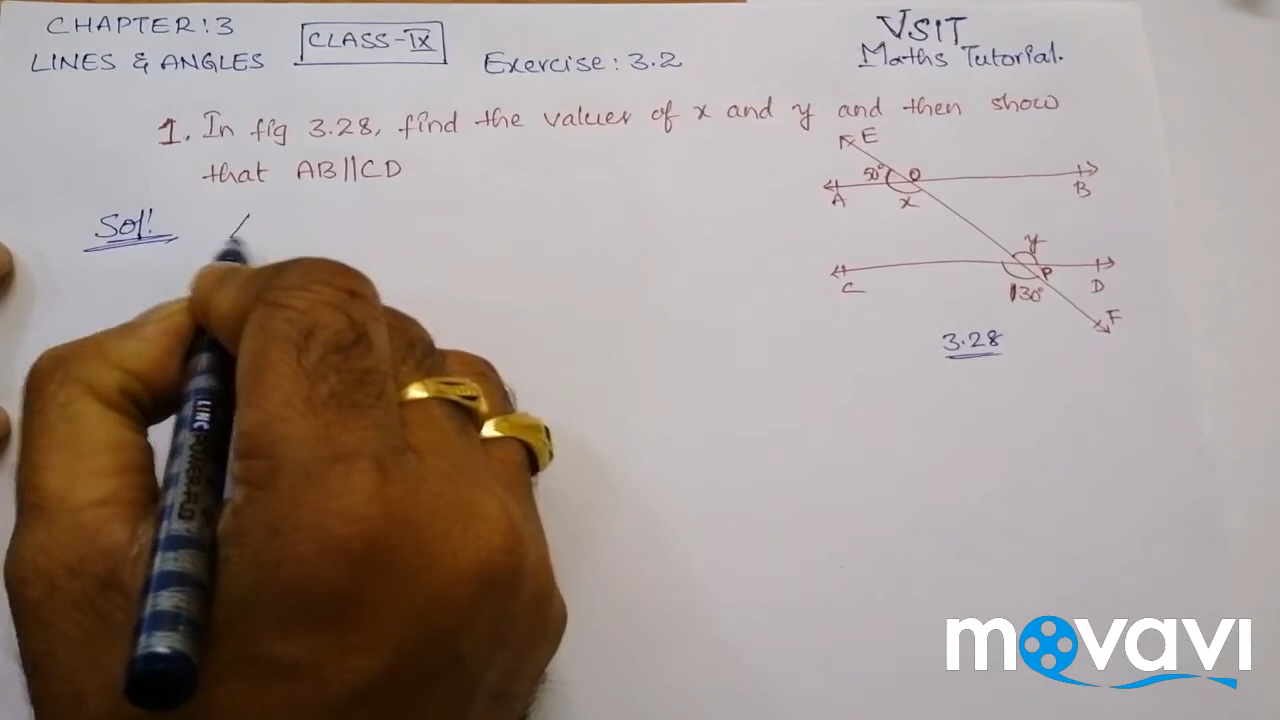 CHAPTER:3
LINES & ANGLES
CLASS-IX
Exercise: 3.2
VSIT
Maths Tutorial.
1. In fig 3.28, find the values of x and y and then show
that AB||CD
Sol!
E
50°
O
A
x
B
y
C
P
D
130°
F
3.28
LINC
movavi